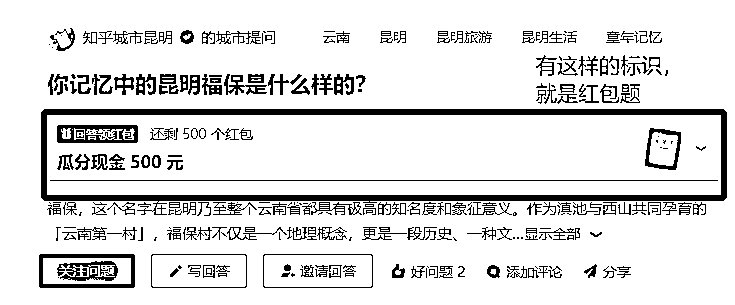 知乎城市昆明 的城市提问 云南 昆明 昆明旅游 昆明生活 童年记忆
你记忆中的昆明福保是什么样的？
有这样的标识，
就是红包题
回答领红包 还剩 500 个红包
瓜分现金 500 元
福保，这个名字在昆明乃至整个云南省都具有极高的知名度和象征意义。作为滇池与西山共同孕育的
「云南第一村」，福保村不仅是一个地理概念，更是一段历史、一种文...显示全部
关注问题 写回答 邀请回答 好问题 2 添加评论 分享